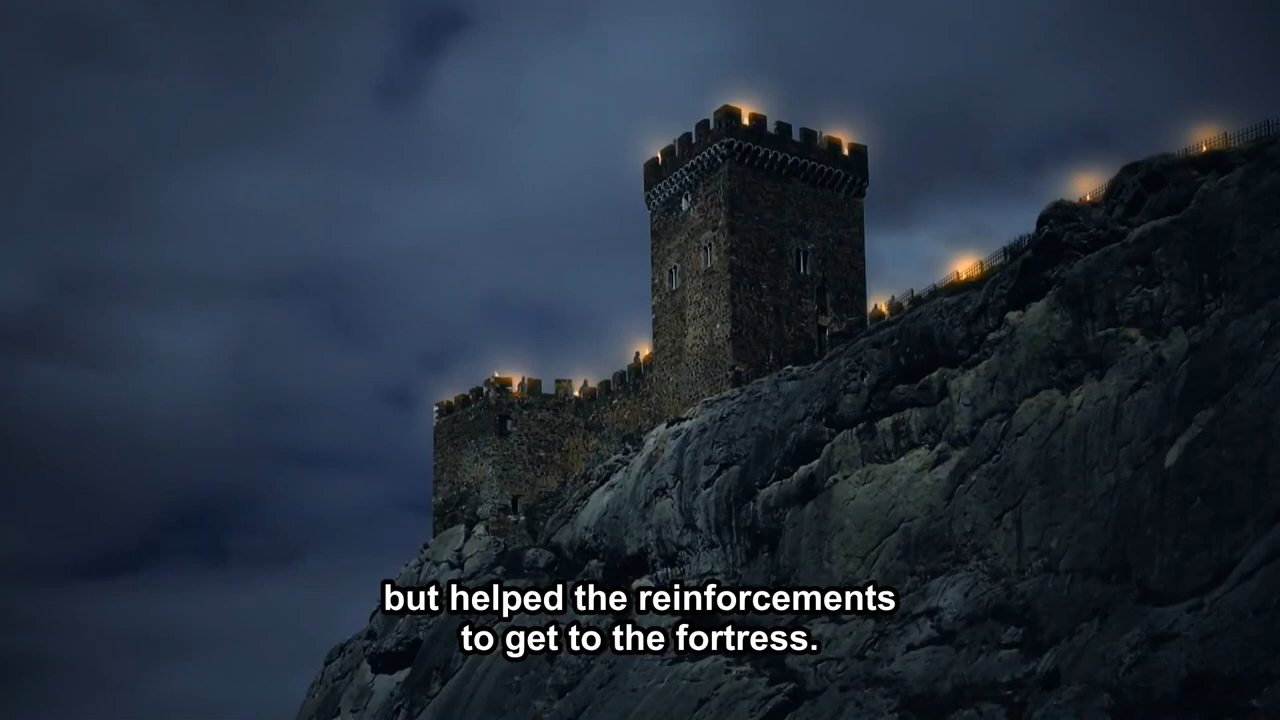 but helped the reinforcements
to get to the fortress.